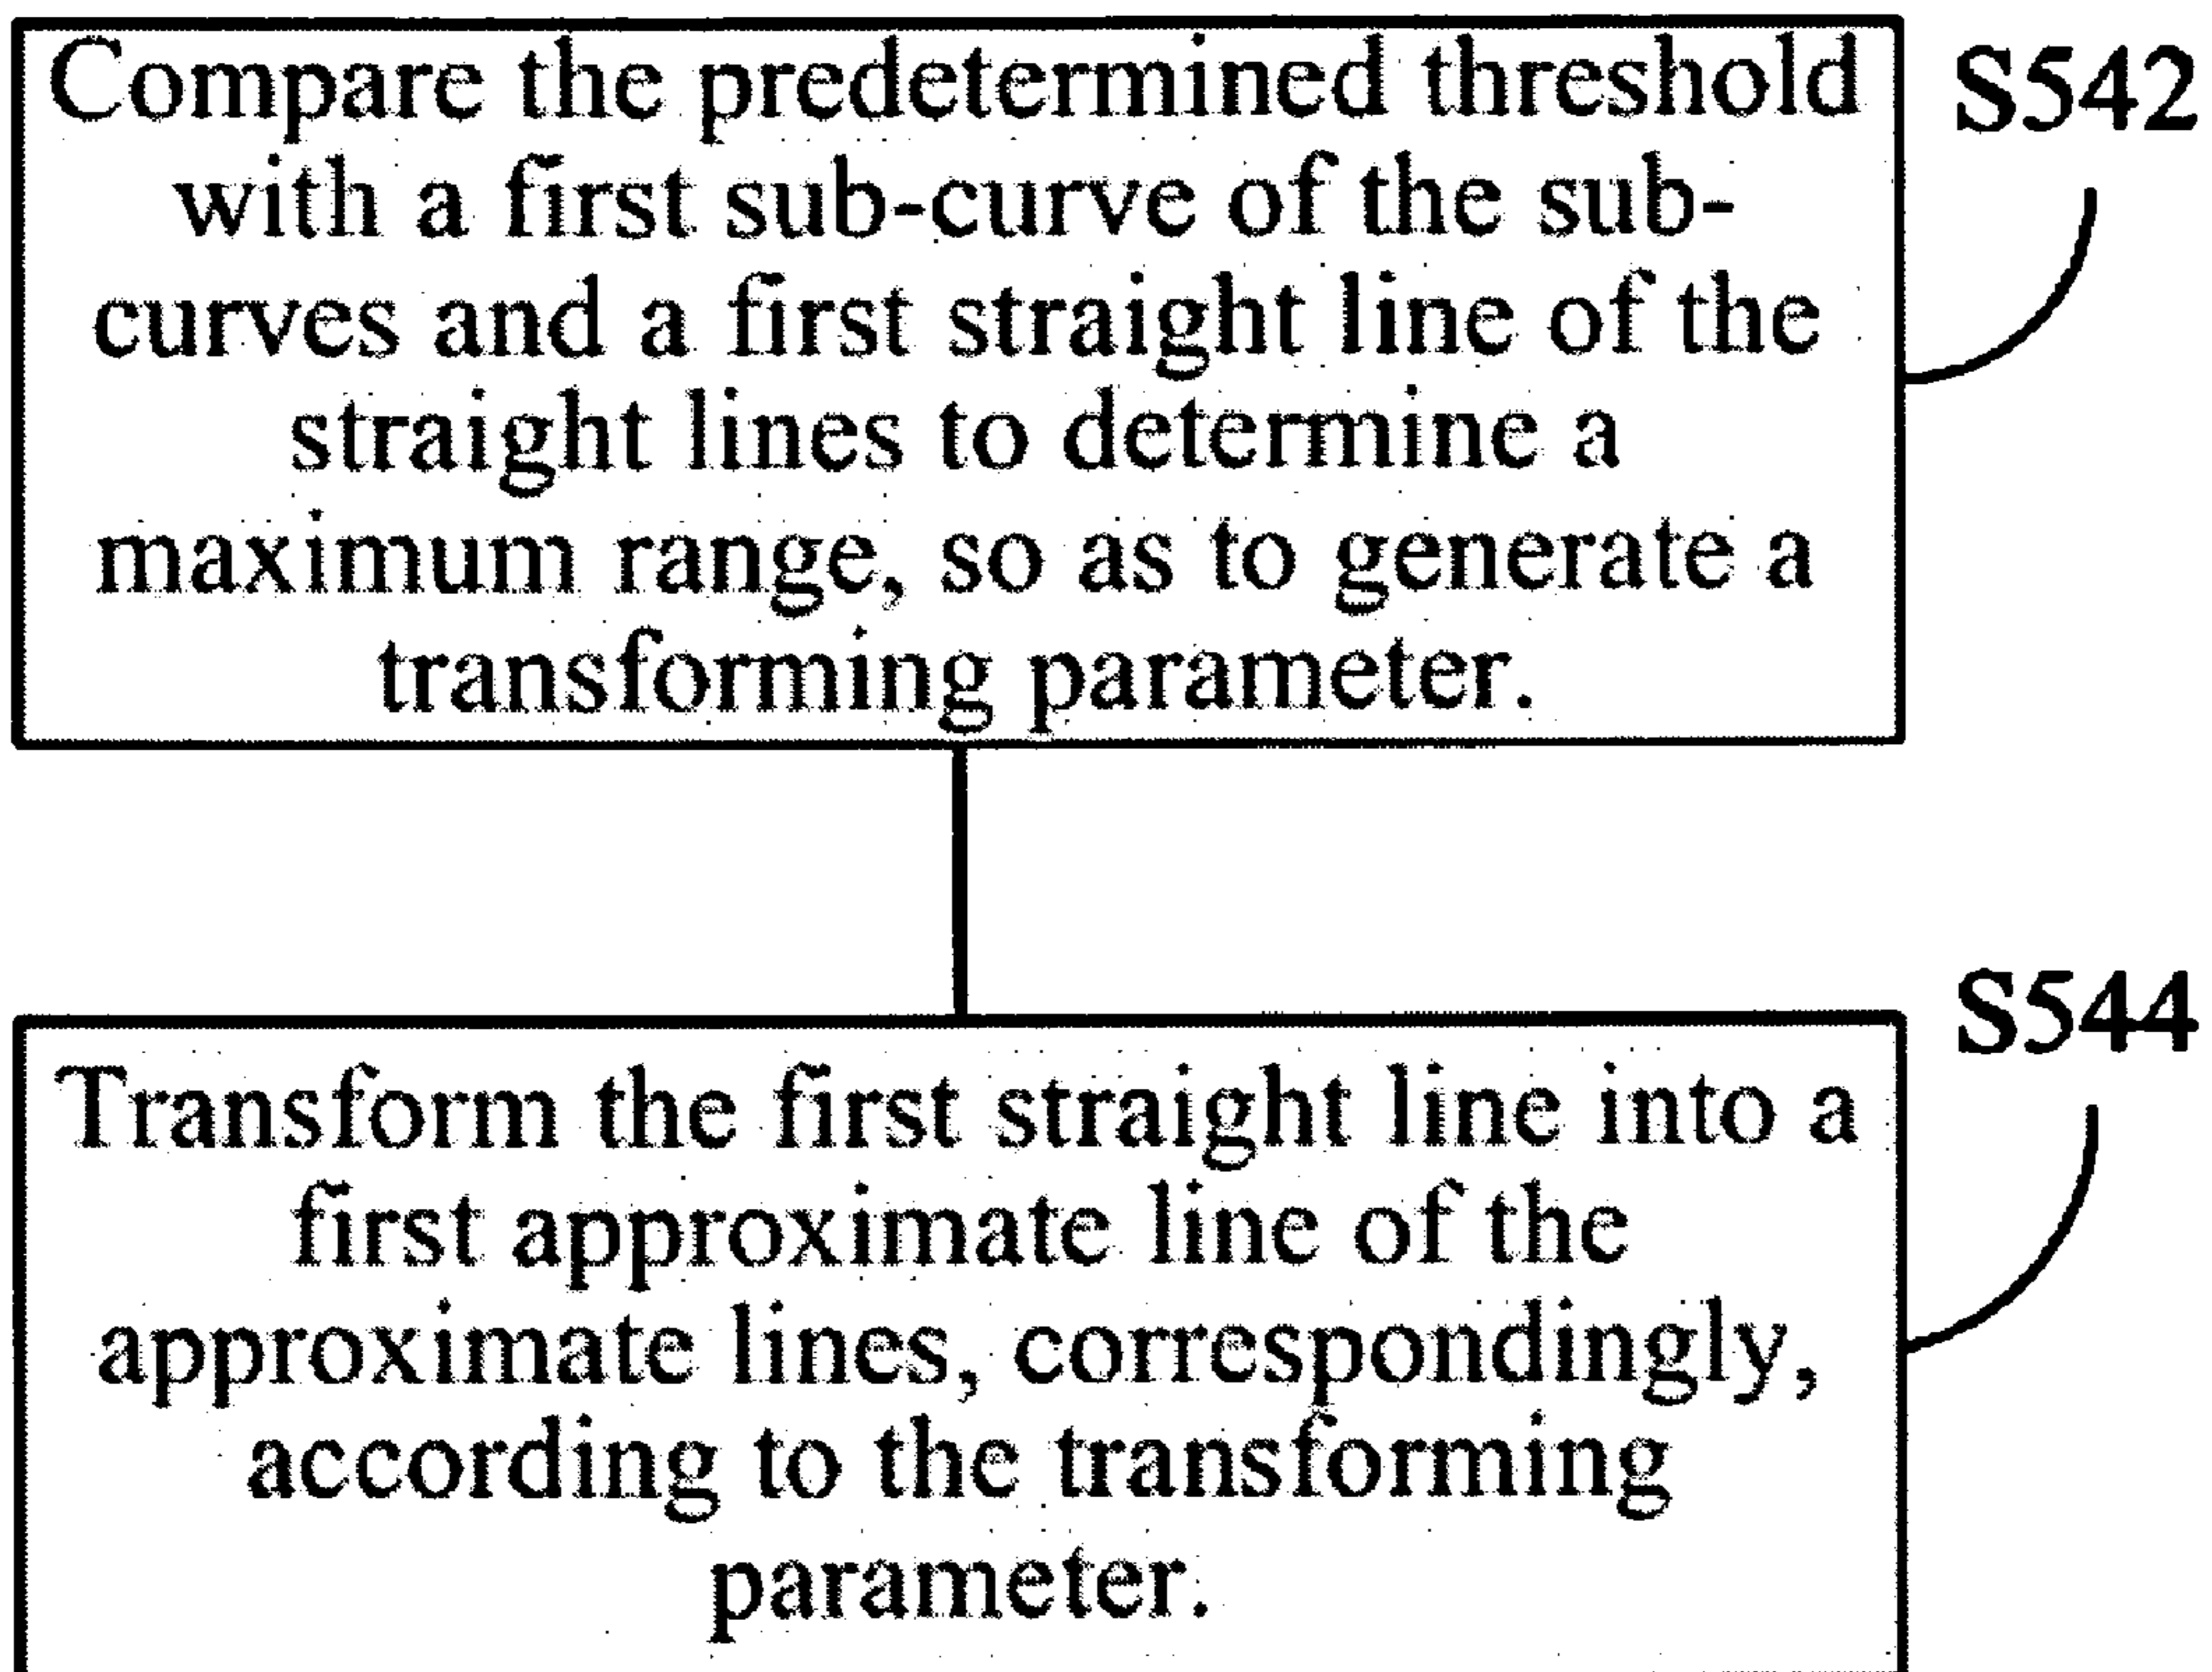 Compare the predetermined threshold
with a first sub-curve of the sub-
curves and a first straight line of the
straight lines to determine a
maximum range, so as to generate a
transforming parameter.
S542
Transform the first straight line into a
first approximate line of the
approximate lines, correspondingly,
according to the transforming
parameter.
S544